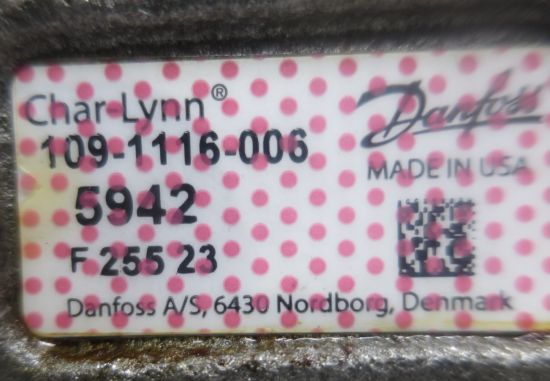 Char-Lynn®
Danfoss
109-1116-006
MADE IN USA
5942
F 255 23
Danfoss A/S, 6430 Nordborg, Denmark